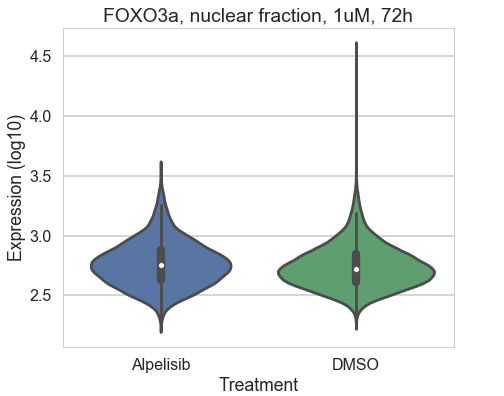 FOXO3a, nuclear fraction, 1uM, 72h
Expression (log10)
4.5
4.0
3.5
3.0
2.5
Alpelisib DMSO
Treatment